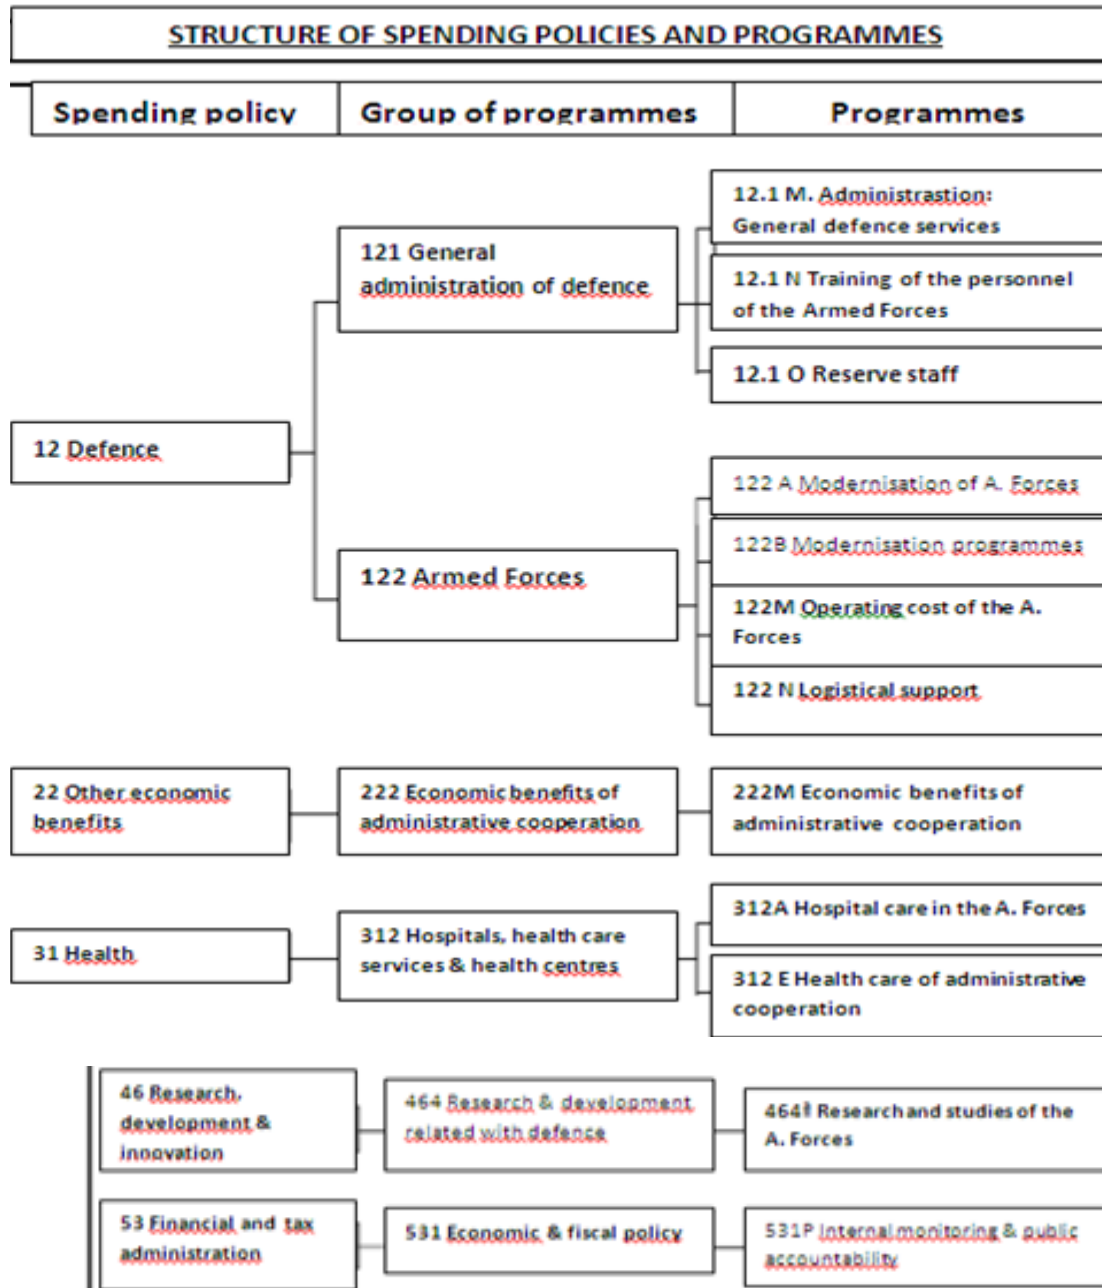 STRUCTURE OF SPENDING POLICIES AND PROGRAMMES
Spending policy
Group of programmes
Programmes
12.1 M. Administrastion:
General defence services
121 General
administration of defence
12.1 N Training of the personnel
of the Armed Forces
12.1 O Reserve staff
12 Defence
122 A Modernisation of A. Forces
122B Modernisation programmes
122 Armed Forces
122M Operating cost of the A.
Forces
122 N Logistical support
22 Other economic
benefits
222 Economic benefits of
administrative cooperation
222M Economic benefits of
administrative cooperation
312A Hospital care in the A. Forces
31 Health
312 Hospitals, health care
services & health centres
312 E Health care of administrative
cooperation
46 Research,
development &
innovation
464 Research & development
related with defence
Research and studies of the
A. Forces
53 Financial and tax
administration
531 Economic & fiscal policy
531P Internal monitoring & public
accountability